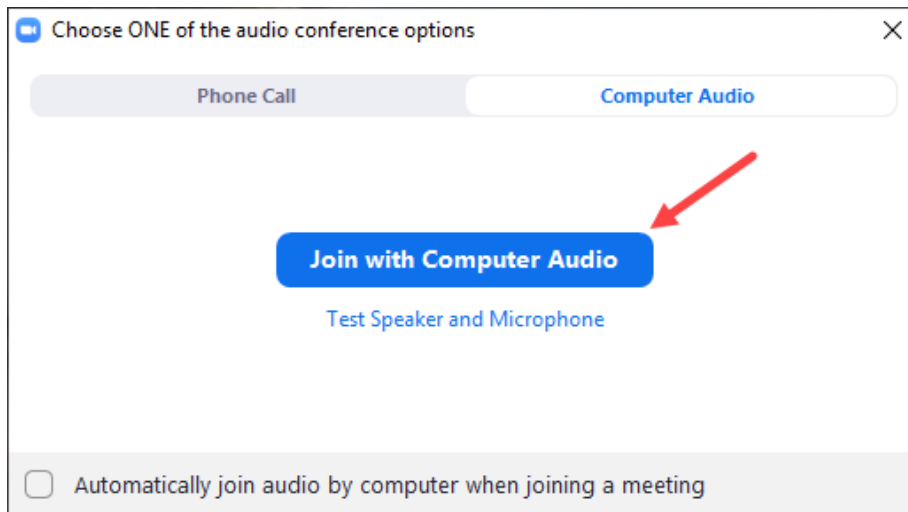 Choose ONE of the audio conference options
Phone Call
Computer Audio
Join with Computer Audio
Test Speaker and Microphone
Automatically join audio by computer when joining a meeting